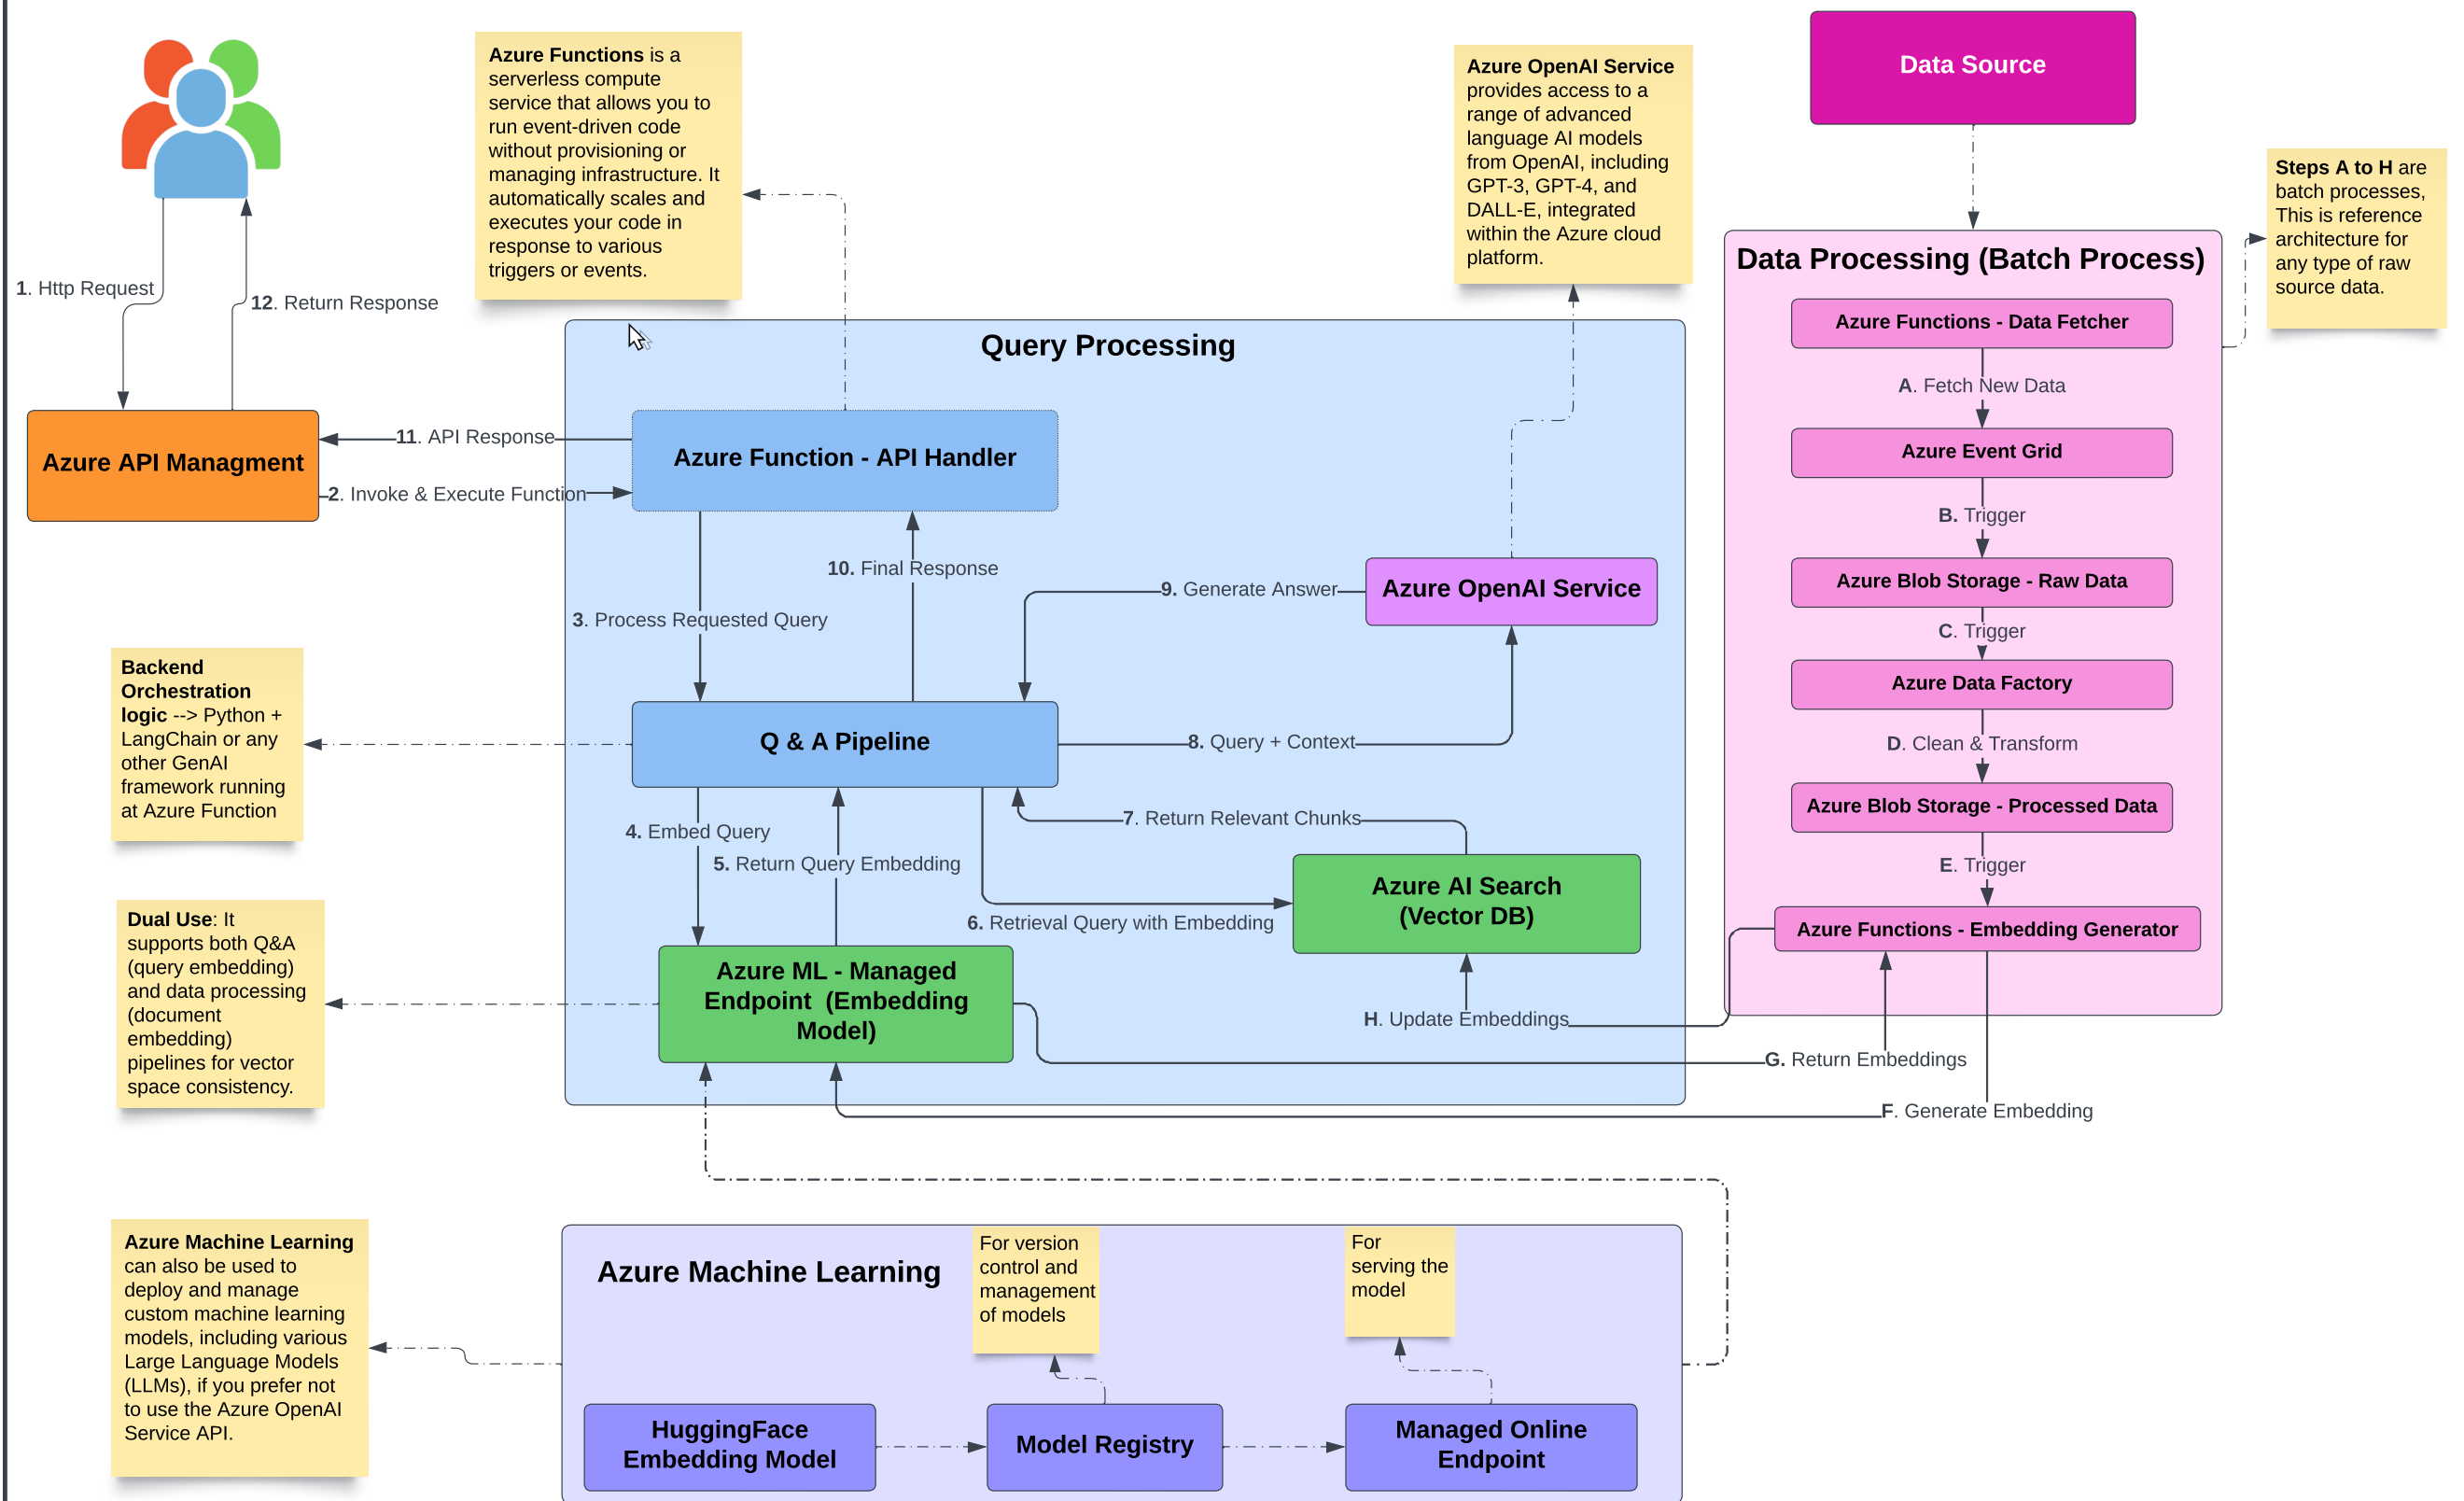 Azure Functions is a
serverless compute
service that allows you to
run event-driven code
without provisioning or
managing infrastructure. It
automatically scales and
executes your code in
response to various
triggers or events.
Azure OpenAI Service
provides access to a
range of advanced
language AI models
from OpenAI, including
GPT-3, GPT-4, and
DALL-E, integrated
within the Azure cloud
platform.
Data Source
Steps A to H are
batch processes,
This is reference
architecture for
any type of raw
source data.
1. Http Request
12. Return Response
Azure API Managment
11. API Response
2. Invoke & Execute Function
Query Processing
Azure Function - API Handler
3. Process Requested Query
10. Final Response
9. Generate Answer
Azure OpenAI Service
Q & A Pipeline
8. Query + Context
Backend
Orchestration
logic --> Python +
LangChain or any
other GenAI
framework running
at Azure Function
4. Embed Query
5. Return Query Embedding
7. Return Relevant Chunks
6. Retrieval Query with Embedding
Azure AI Search
(Vector DB)
Azure ML - Managed
Endpoint (Embedding
Model)
Dual Use: It
supports both Q&A
(query embedding)
and data processing
(document
embedding)
pipelines for vector
space consistency.
Data Processing (Batch Process)
Azure Functions - Data Fetcher
A. Fetch New Data
Azure Event Grid
B. Trigger
Azure Blob Storage - Raw Data
C. Trigger
Azure Data Factory
D. Clean & Transform
Azure Blob Storage - Processed Data
E. Trigger
Azure Functions - Embedding Generator
H. Update Embeddings
G. Return Embeddings
F. Generate Embedding
Azure Machine Learning
can also be used to
deploy and manage
custom machine learning
models, including various
Large Language Models
(LLMs), if you prefer not
to use the Azure OpenAI
Service API.
Azure Machine Learning
For version
control and
management
of models
For
serving the
model
HuggingFace
Embedding Model
Model Registry
Managed Online
Endpoint